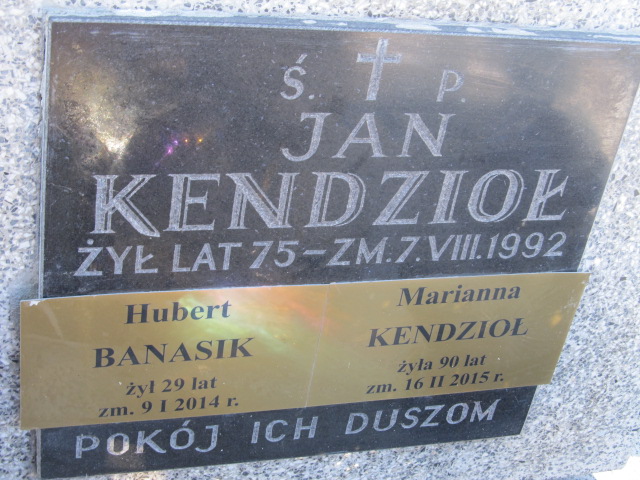 Ś. P.
JAN
KENDZIOŁ
ŻYŁ LAT 75 – ZM. 7. VIII. 1992
Hubert
BANASIK
żył 29 lat
zm. 9 I 2014 r.
Marianna
KENDZIOŁ
żyła 90 lat
zm. 16 II 2015 r.
POKÓJ ICH DUSZOM